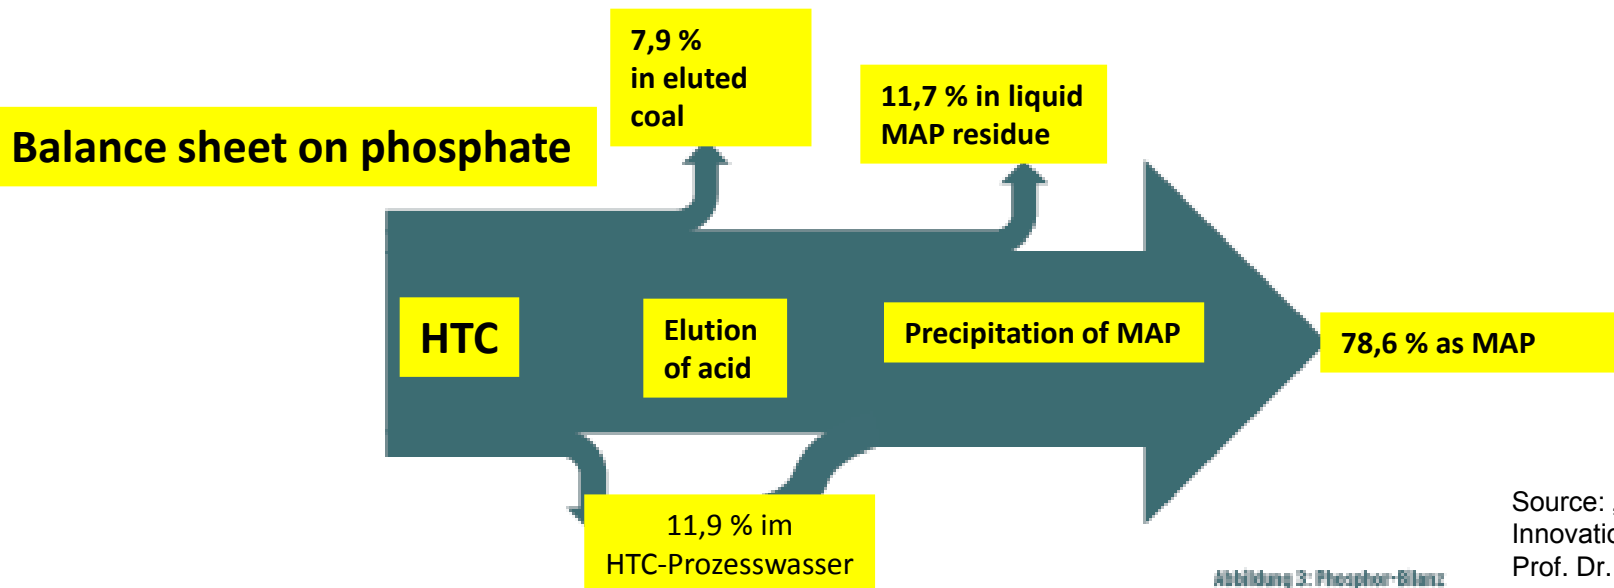 7,9 %
in eluted
coal
11,7 % in liquid
MAP residue
Balance sheet on phosphate
HTC
Elution
of acid
Precipitation of MAP
78,6 % as MAP
11,9 % im
HTC-Prozesswasser
Abbildung 3: Phosphor-Bilanz
Source: ,
Innovatio
Prof. Dr.